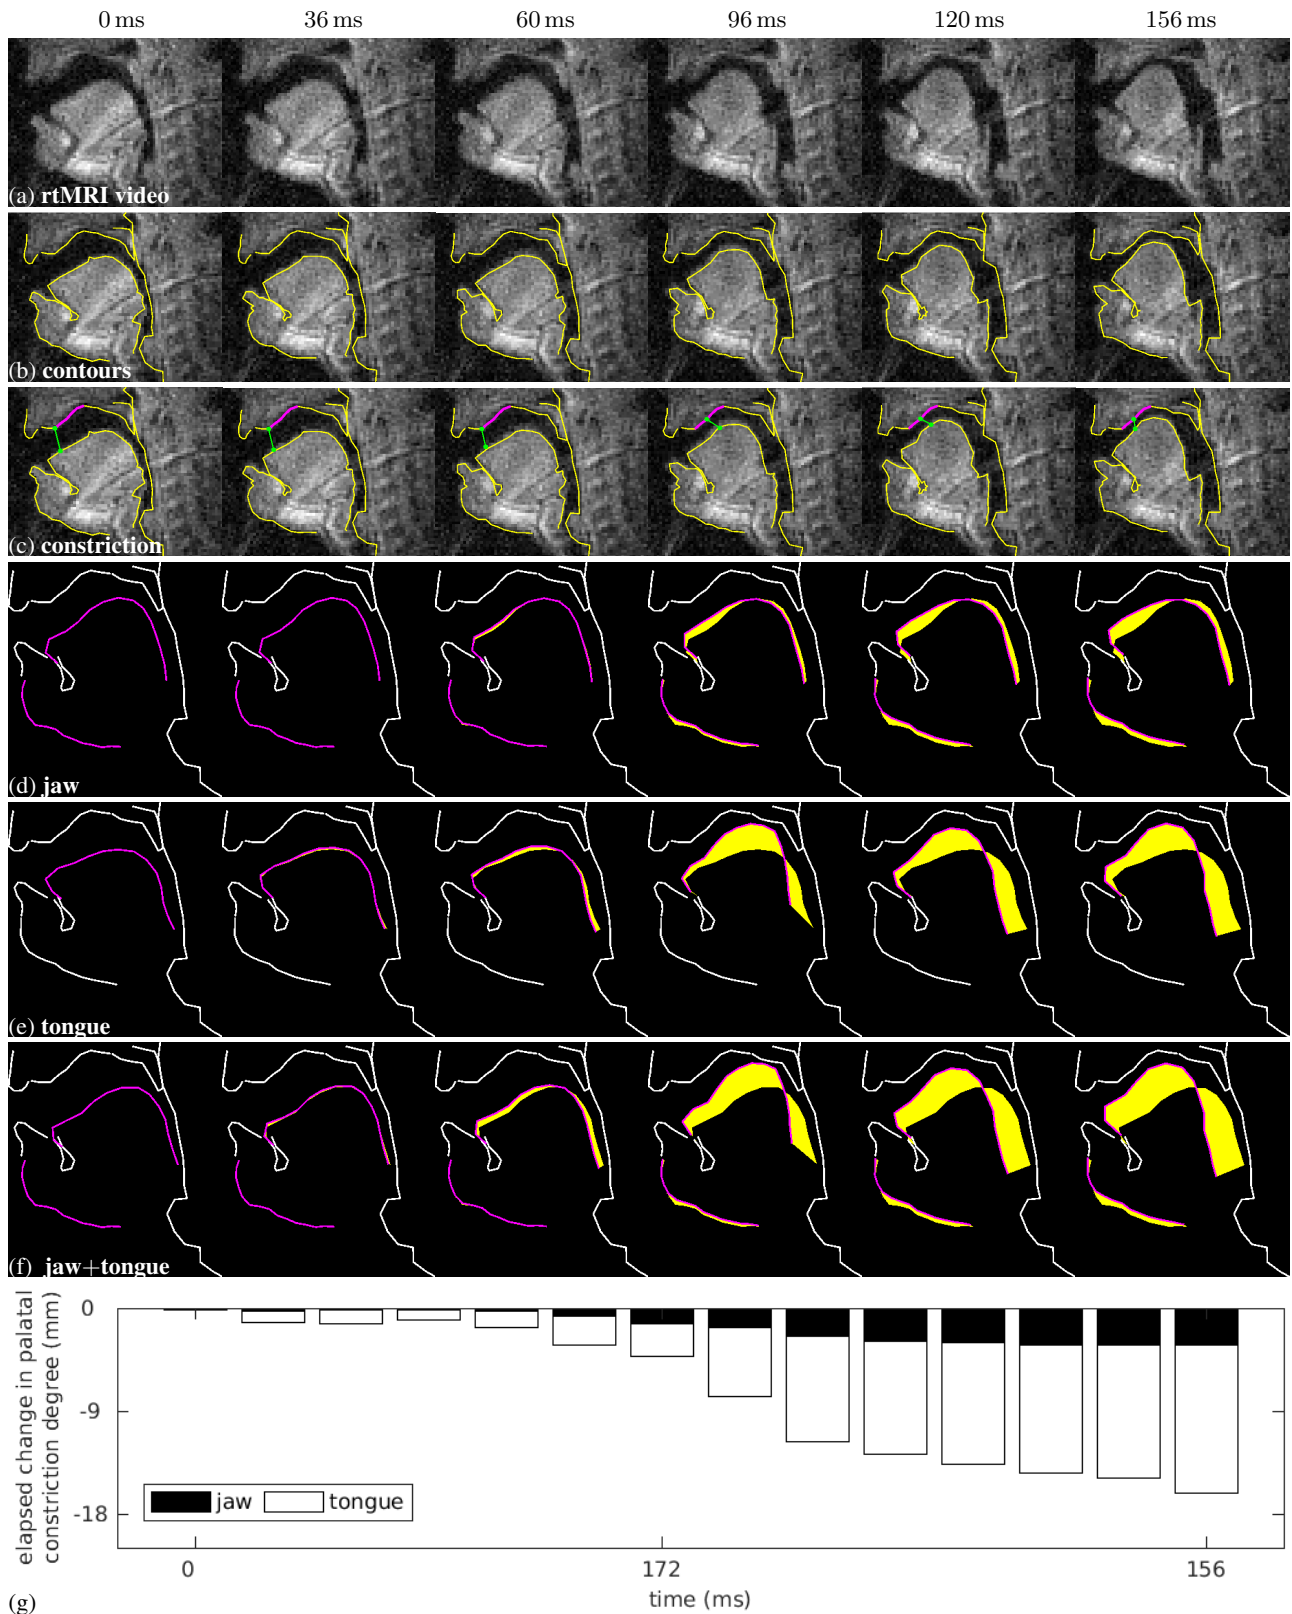 0 ms 36 ms 60 ms 96 ms 120 ms 156 ms
(a) rtMRI video
(b) contours
(c) constriction
(d) jaw
(e) tongue
(f) jaw+tongue
elapsed change in palatal
constriction degree (mm)
0
-9
-18
jaw tongue
0 172 156
time (ms)
(g)